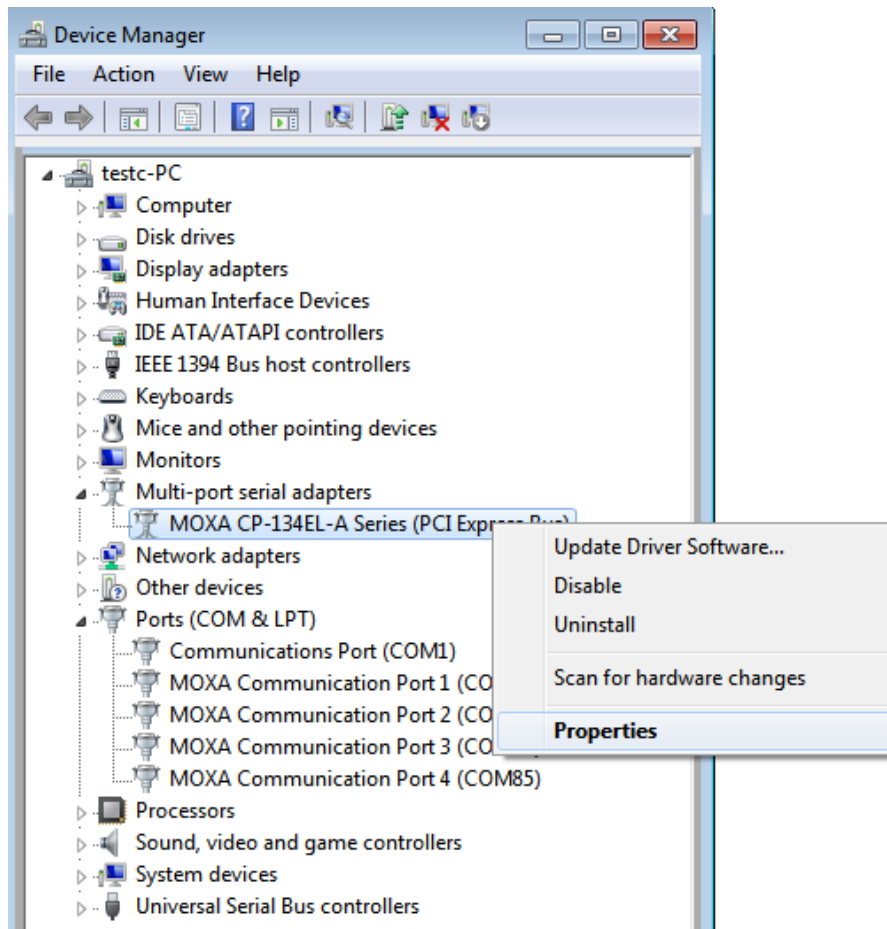 Device Manager
File Action View Help
testc-PC
Computer
Disk drives
Display adapters
Human Interface Devices
IDE ATA/ATAPI controllers
IEEE 1394 Bus host controllers
Keyboards
Mice and other pointing devices
Monitors
Multi-port serial adapters
MOXA CP-134EL-A Series (PCI Express Bus)
Update Driver Software...
Disable
Uninstall
Scan for hardware changes
Properties
Network adapters
Other devices
Ports (COM & LPT)
Communications Port (COM1)
MOXA Communication Port 1 (CO
MOXA Communication Port 2 (CO
MOXA Communication Port 3 (CO
MOXA Communication Port 4 (COM85)
Processors
Sound, video and game controllers
System devices
Universal Serial Bus controllers